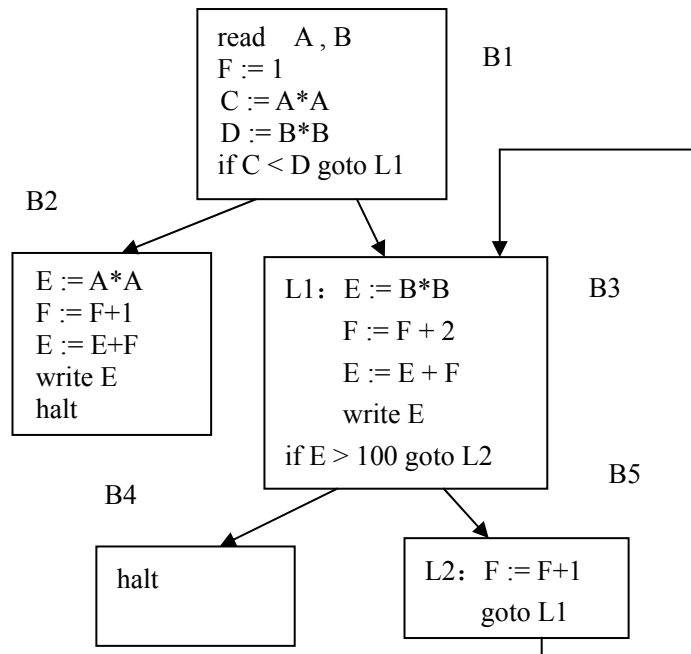 read A , B
F := 1
C := A*A
D := B*B
if C < D goto L1
B1
B2
E := A*A
F := F+1
E := E+F
write E
halt
L1：E := B*B
F := F + 2
E := E + F
write E
if E > 100 goto L2
B3
B4
halt
B5
L2：F := F+1
goto L1